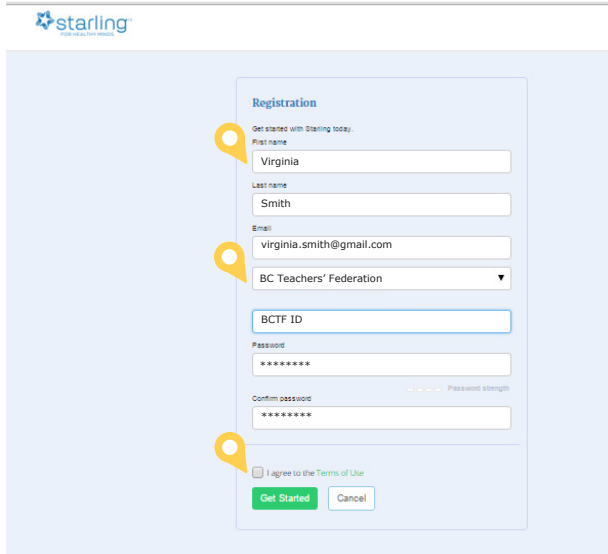 starling
FOR HEALTHY MINDS
Registration
Get started with Starling today.
First name
Virginia
Last name
Smith
Email
virginia.smith@gmail.com
BC Teachers' Federation
BCTF ID
Password
********
Password strength
Confirm password
********
I agree to the Terms of Use
Get Started Cancel